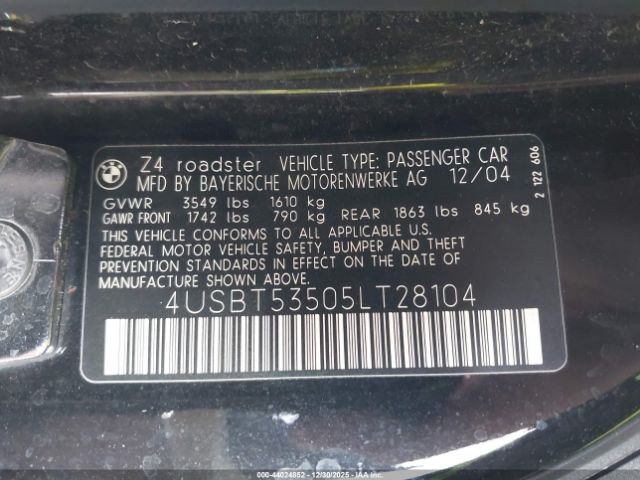 Z4 roadster VEHICLE TYPE: PASSENGER CAR
MFD BY BAYERISCHE MOTORENWERKE AG 12/04
GVWR 3549 lbs 1610 kg
GAWR FRONT 1742 lbs 790 kg REAR 1863 lbs 845 kg
THIS VEHICLE CONFORMS TO ALL APPLICABLE U.S.
FEDERAL MOTOR VEHICLE SAFETY, BUMPER AND THEFT
PREVENTION STANDARDS IN EFFECT ON THE DATE OF
MANUFACTURE SHOWN ABOVE.
4USBT53505LT28104
2 122 606
000-44024852 - 12/30/2025 - IAAI.COM